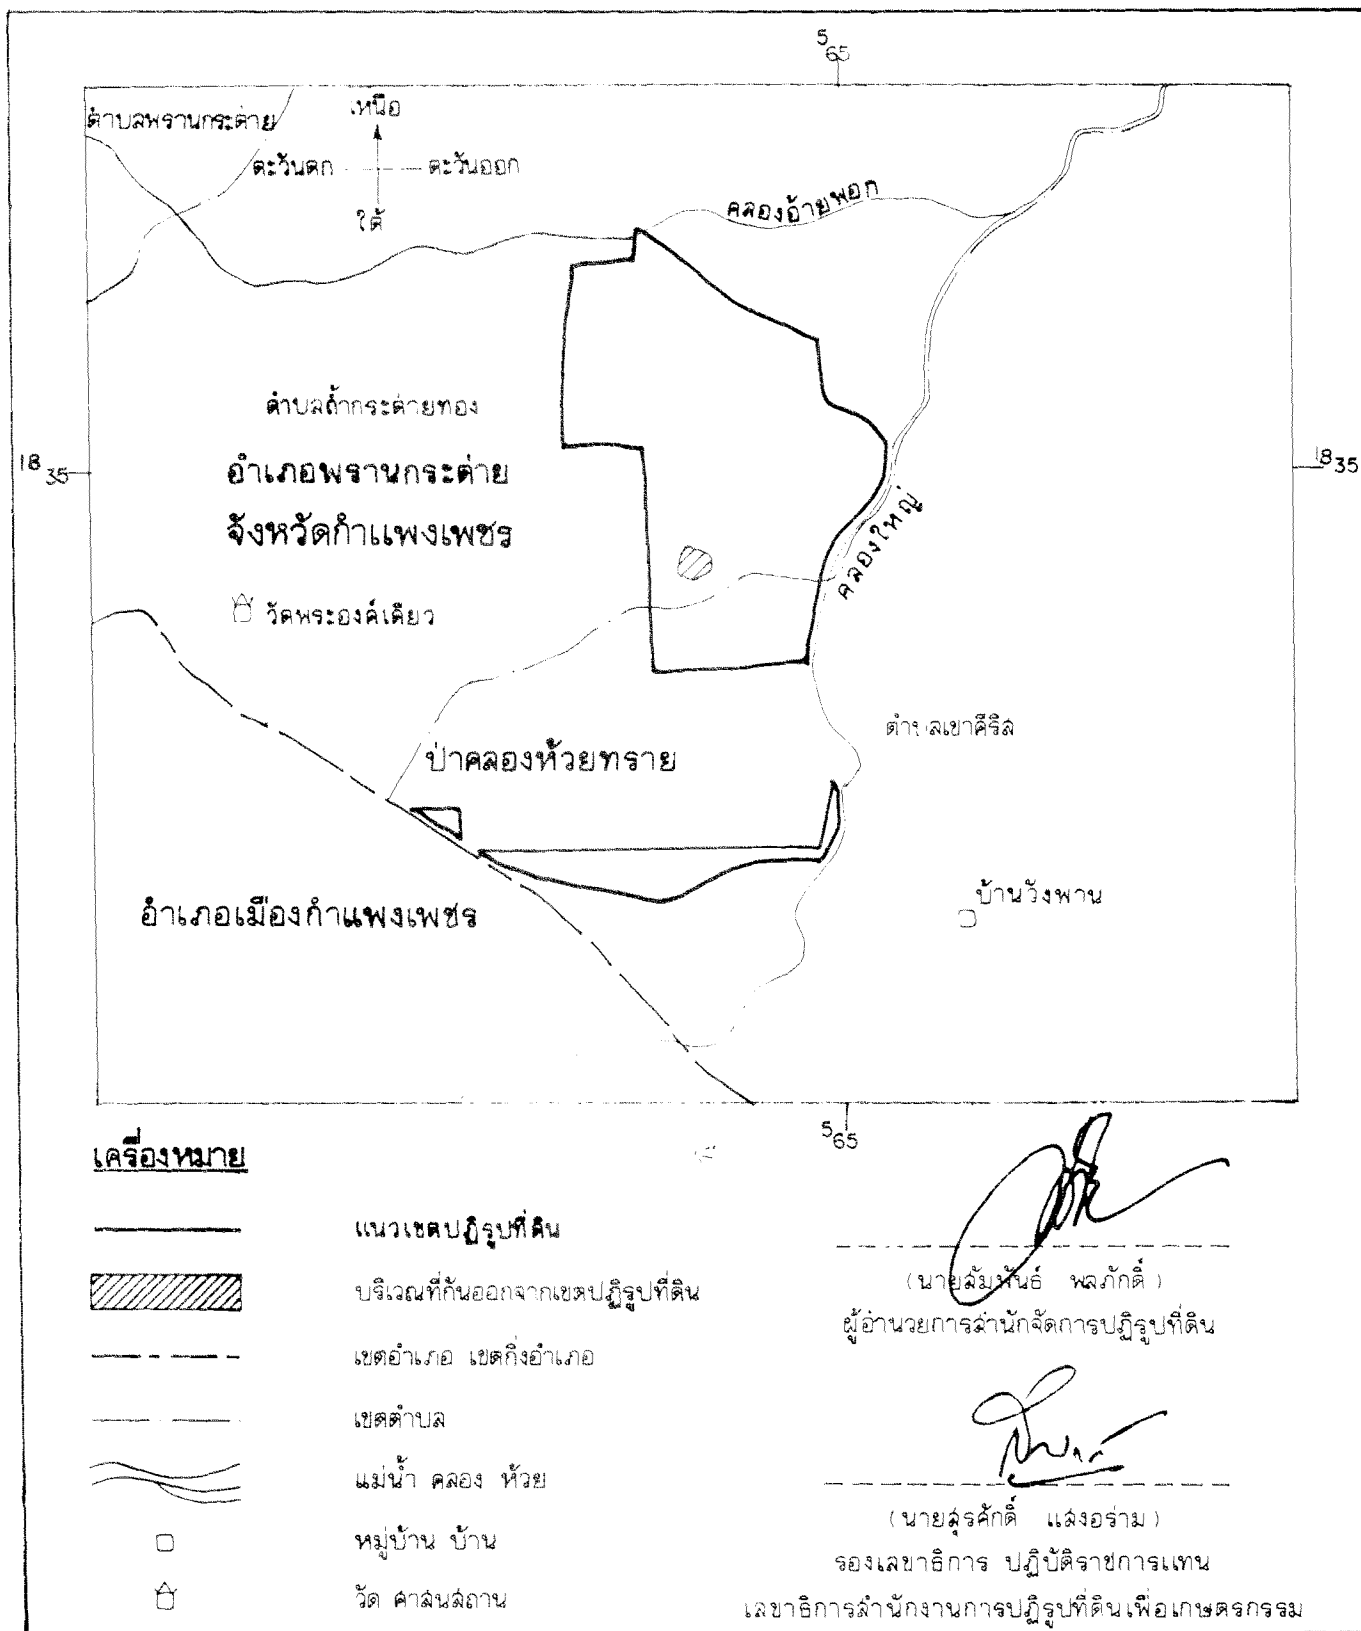 5 65
ตำบลพรานกระต่าย
เหนือ
ตะวันตก ตะวันออก
ใต้
คลองอ้ายพอก
ตำบลถ้ำกระต่ายทอง
18 35
18 35
อำเภอพรานกระต่าย
จังหวัดกำแพงเพชร
คลองใหญ่
วัดพระองค์เดียว
ตำบลเขาคีริส
ป่าคลองห้วยทราย
บ้านวังพาน
อำเภอเมืองกำแพงเพชร
5 65
เครื่องหมาย
แนวเขตปฏิรูปที่ดิน
บริเวณที่กันออกจากเขตปฏิรูปที่ดิน
เขตอำเภอ เขตกิ่งอำเภอ
เขตตำบล
แม่น้ำ คลอง ห้วย
หมู่บ้าน บ้าน
วัด ศาสนสถาน
(นายสัมพันธ์ พลภักดิ์)
ผู้อำนวยการสำนักจัดการปฏิรูปที่ดิน
(นายสุรศักดิ์ แสงอร่าม)
รองเลขาธิการ ปฏิบัติราชการแทน
เลขาธิการสำนักงานการปฏิรูปที่ดินเพื่อเกษตรกรรม